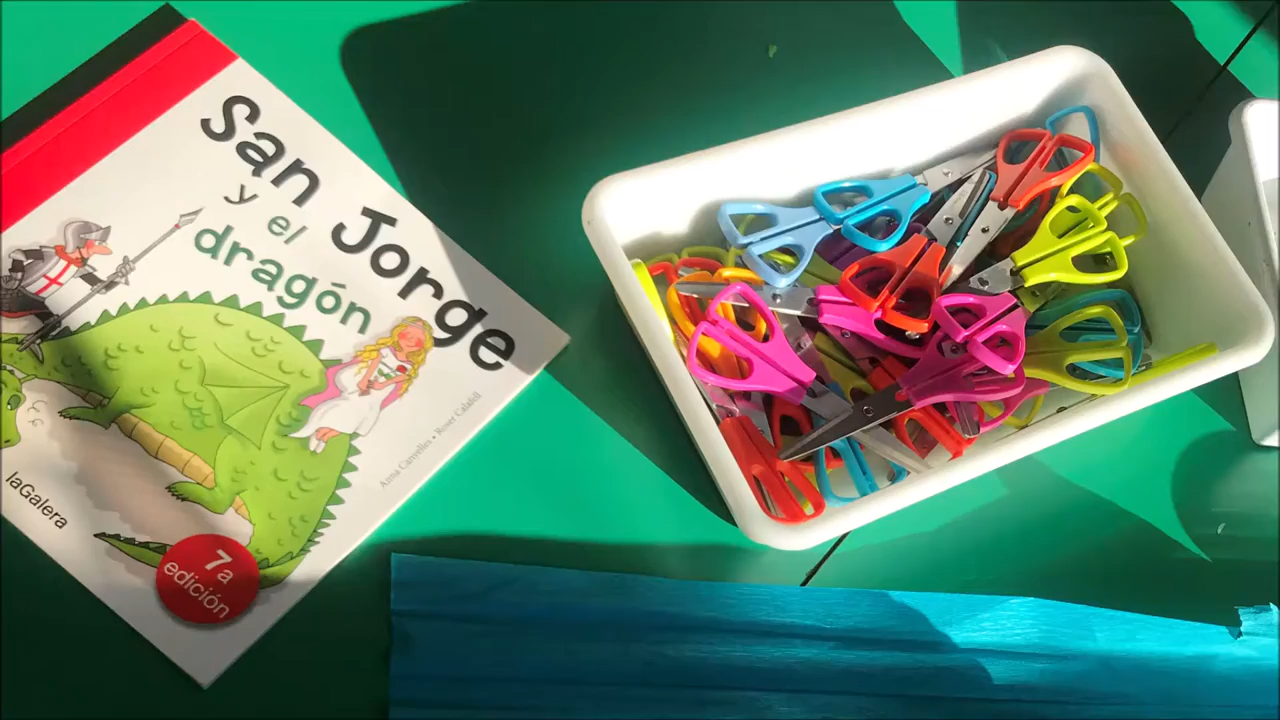 San Jorge
y el
dragón
Anna Canyelles • Roser Calafell
laGalera
7a
edición